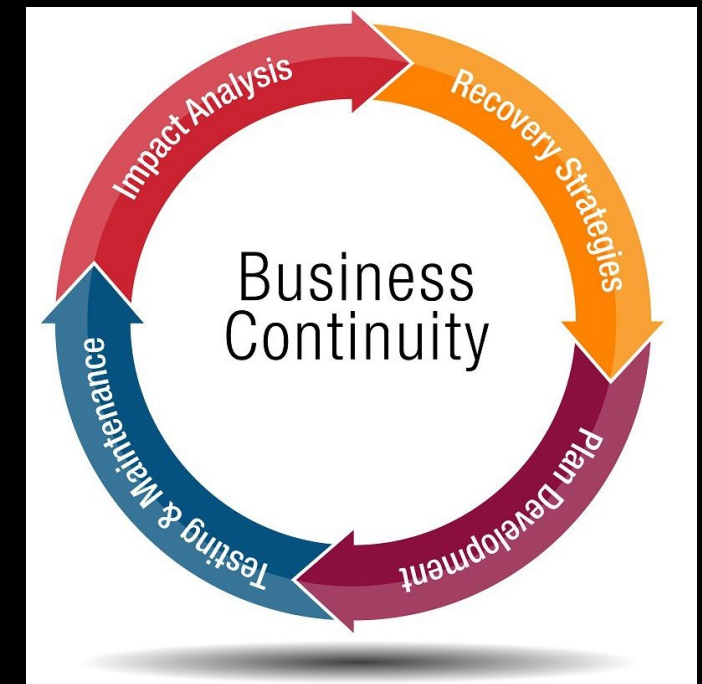 Business
Continuity
Impact Analysis
Recovery Strategies
Plan Development
Testing & Maintenance